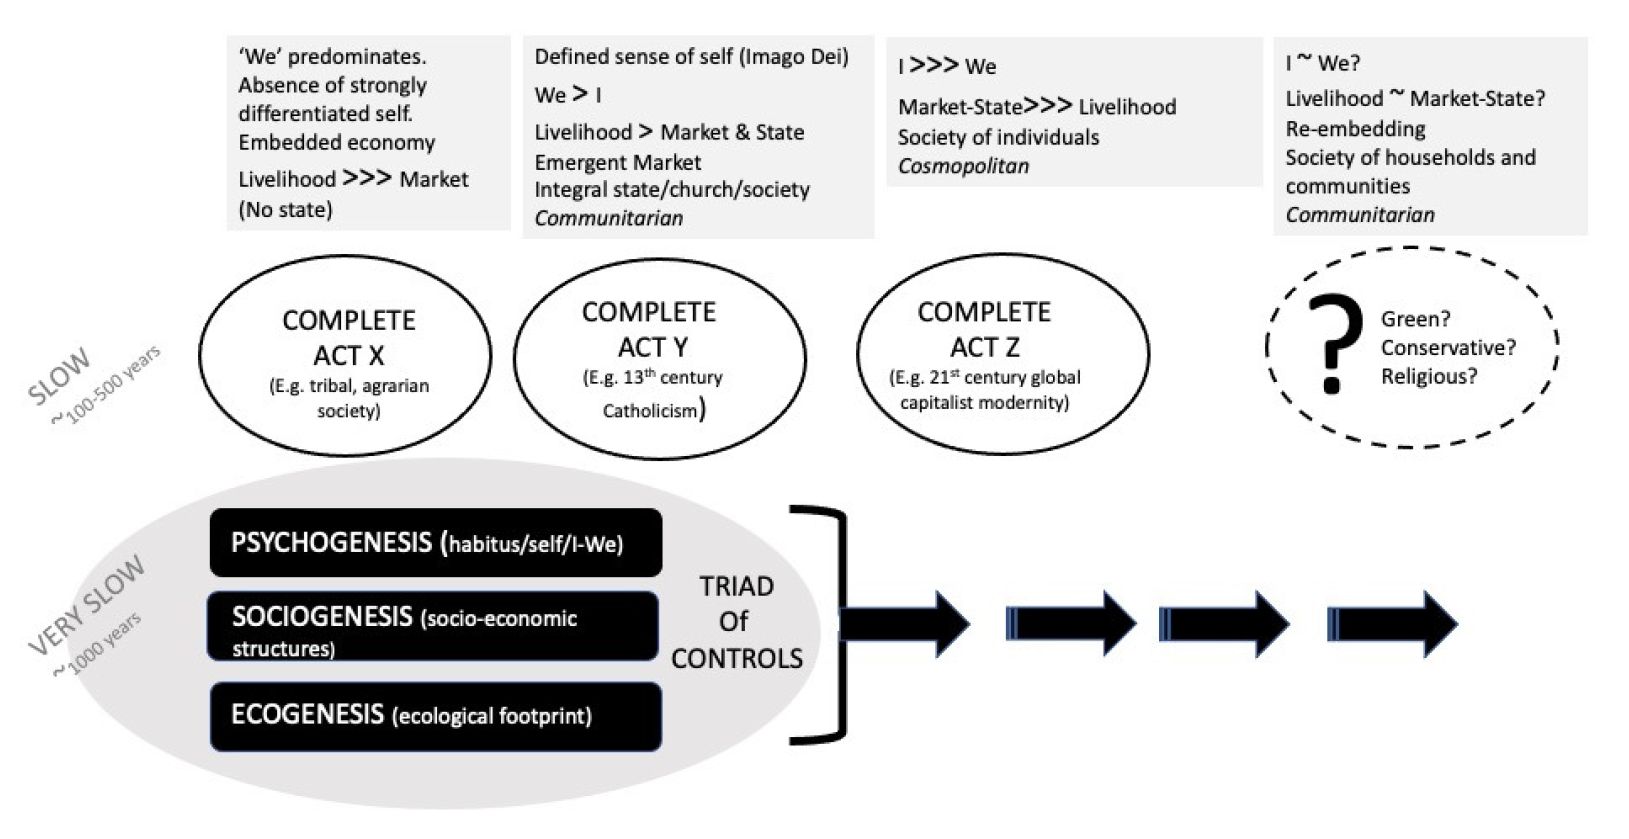 ‘We’ predominates.
Absence of strongly
differentiated self.
Embedded economy
Livelihood >>> Market
(No state)
Defined sense of self (Imago Dei)
We > I
Livelihood > Market & State
Emergent Market
Integral state/church/society
Communitarian
I >>> We
Market-State>>> Livelihood
Society of individuals
Cosmopolitan
I ~ We?
Livelihood ~ Market-State?
Re-embedding
Society of households and
communities
Communitarian
SLOW
~100-500 years
COMPLETE
ACT X
(E.g. tribal, agrarian
society)
COMPLETE
ACT Y
(E.g. 13th century
Catholicism)
COMPLETE
ACT Z
(E.g. 21st century global
capitalist modernity)
?
Green?
Conservative?
Religious?
VERY SLOW
~1000 years
PSYCHOGENESIS (habitus/self/I-We)
SOCIOGENESIS (socio-economic
structures)
ECOGENESIS (ecological footprint)
TRIAD
Of
CONTROLS